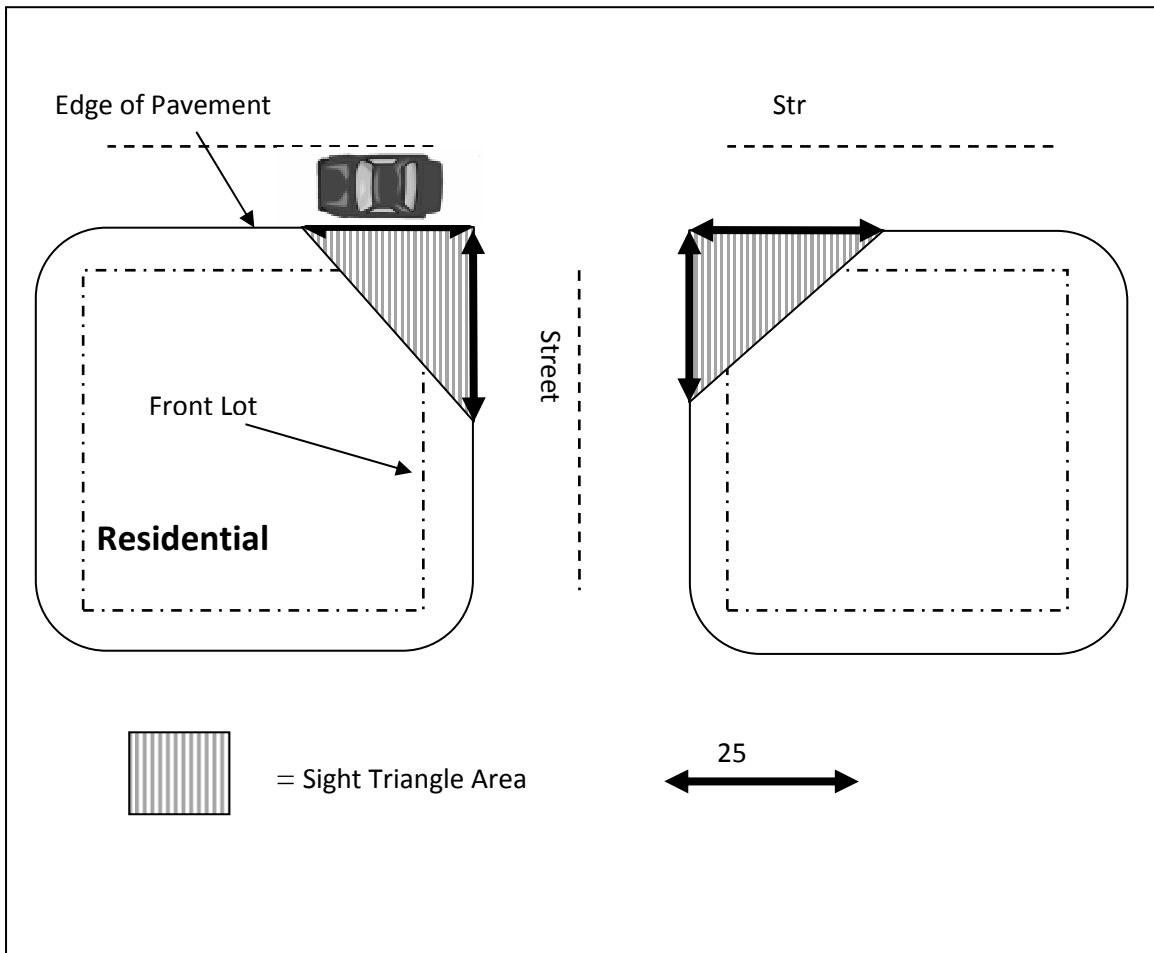 Edge of Pavement
Str
Street
Front Lot
Residential
25
= Sight Triangle Area